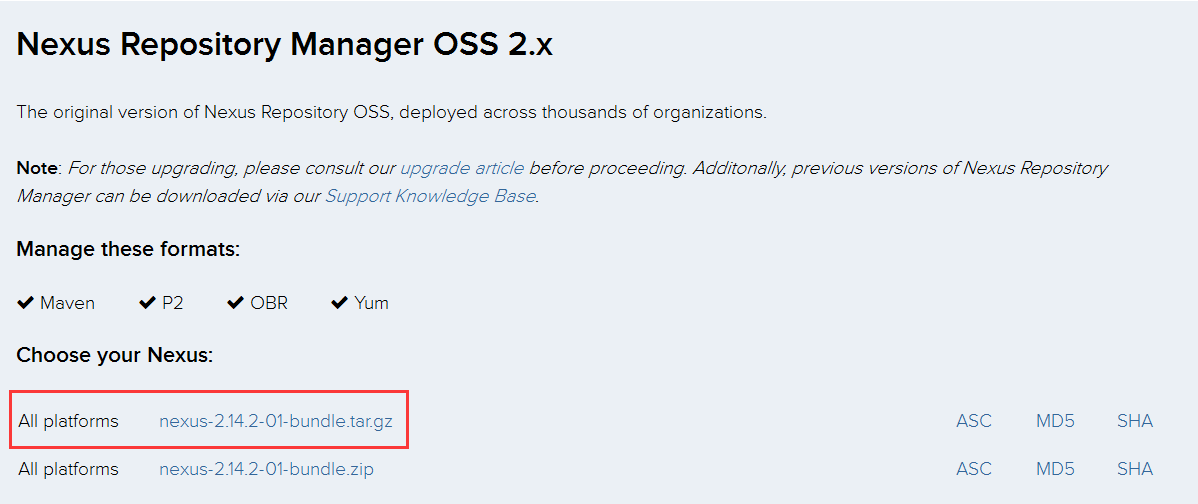 Nexus Repository Manager OSS 2.x
The original version of Nexus Repository OSS, deployed across thousands of organizations.
Note: For those upgrading, please consult our upgrade article before proceeding. Additonally, previous versions of Nexus Repository
Manager can be downloaded via our Support Knowledge Base.
Manage these formats:
✔ Maven ✔ P2 ✔ OBR ✔ Yum
Choose your Nexus:
All platforms nexus-2.14.2-01-bundle.tar.gz ASC MD5 SHA
All platforms nexus-2.14.2-01-bundle.zip ASC MD5 SHA